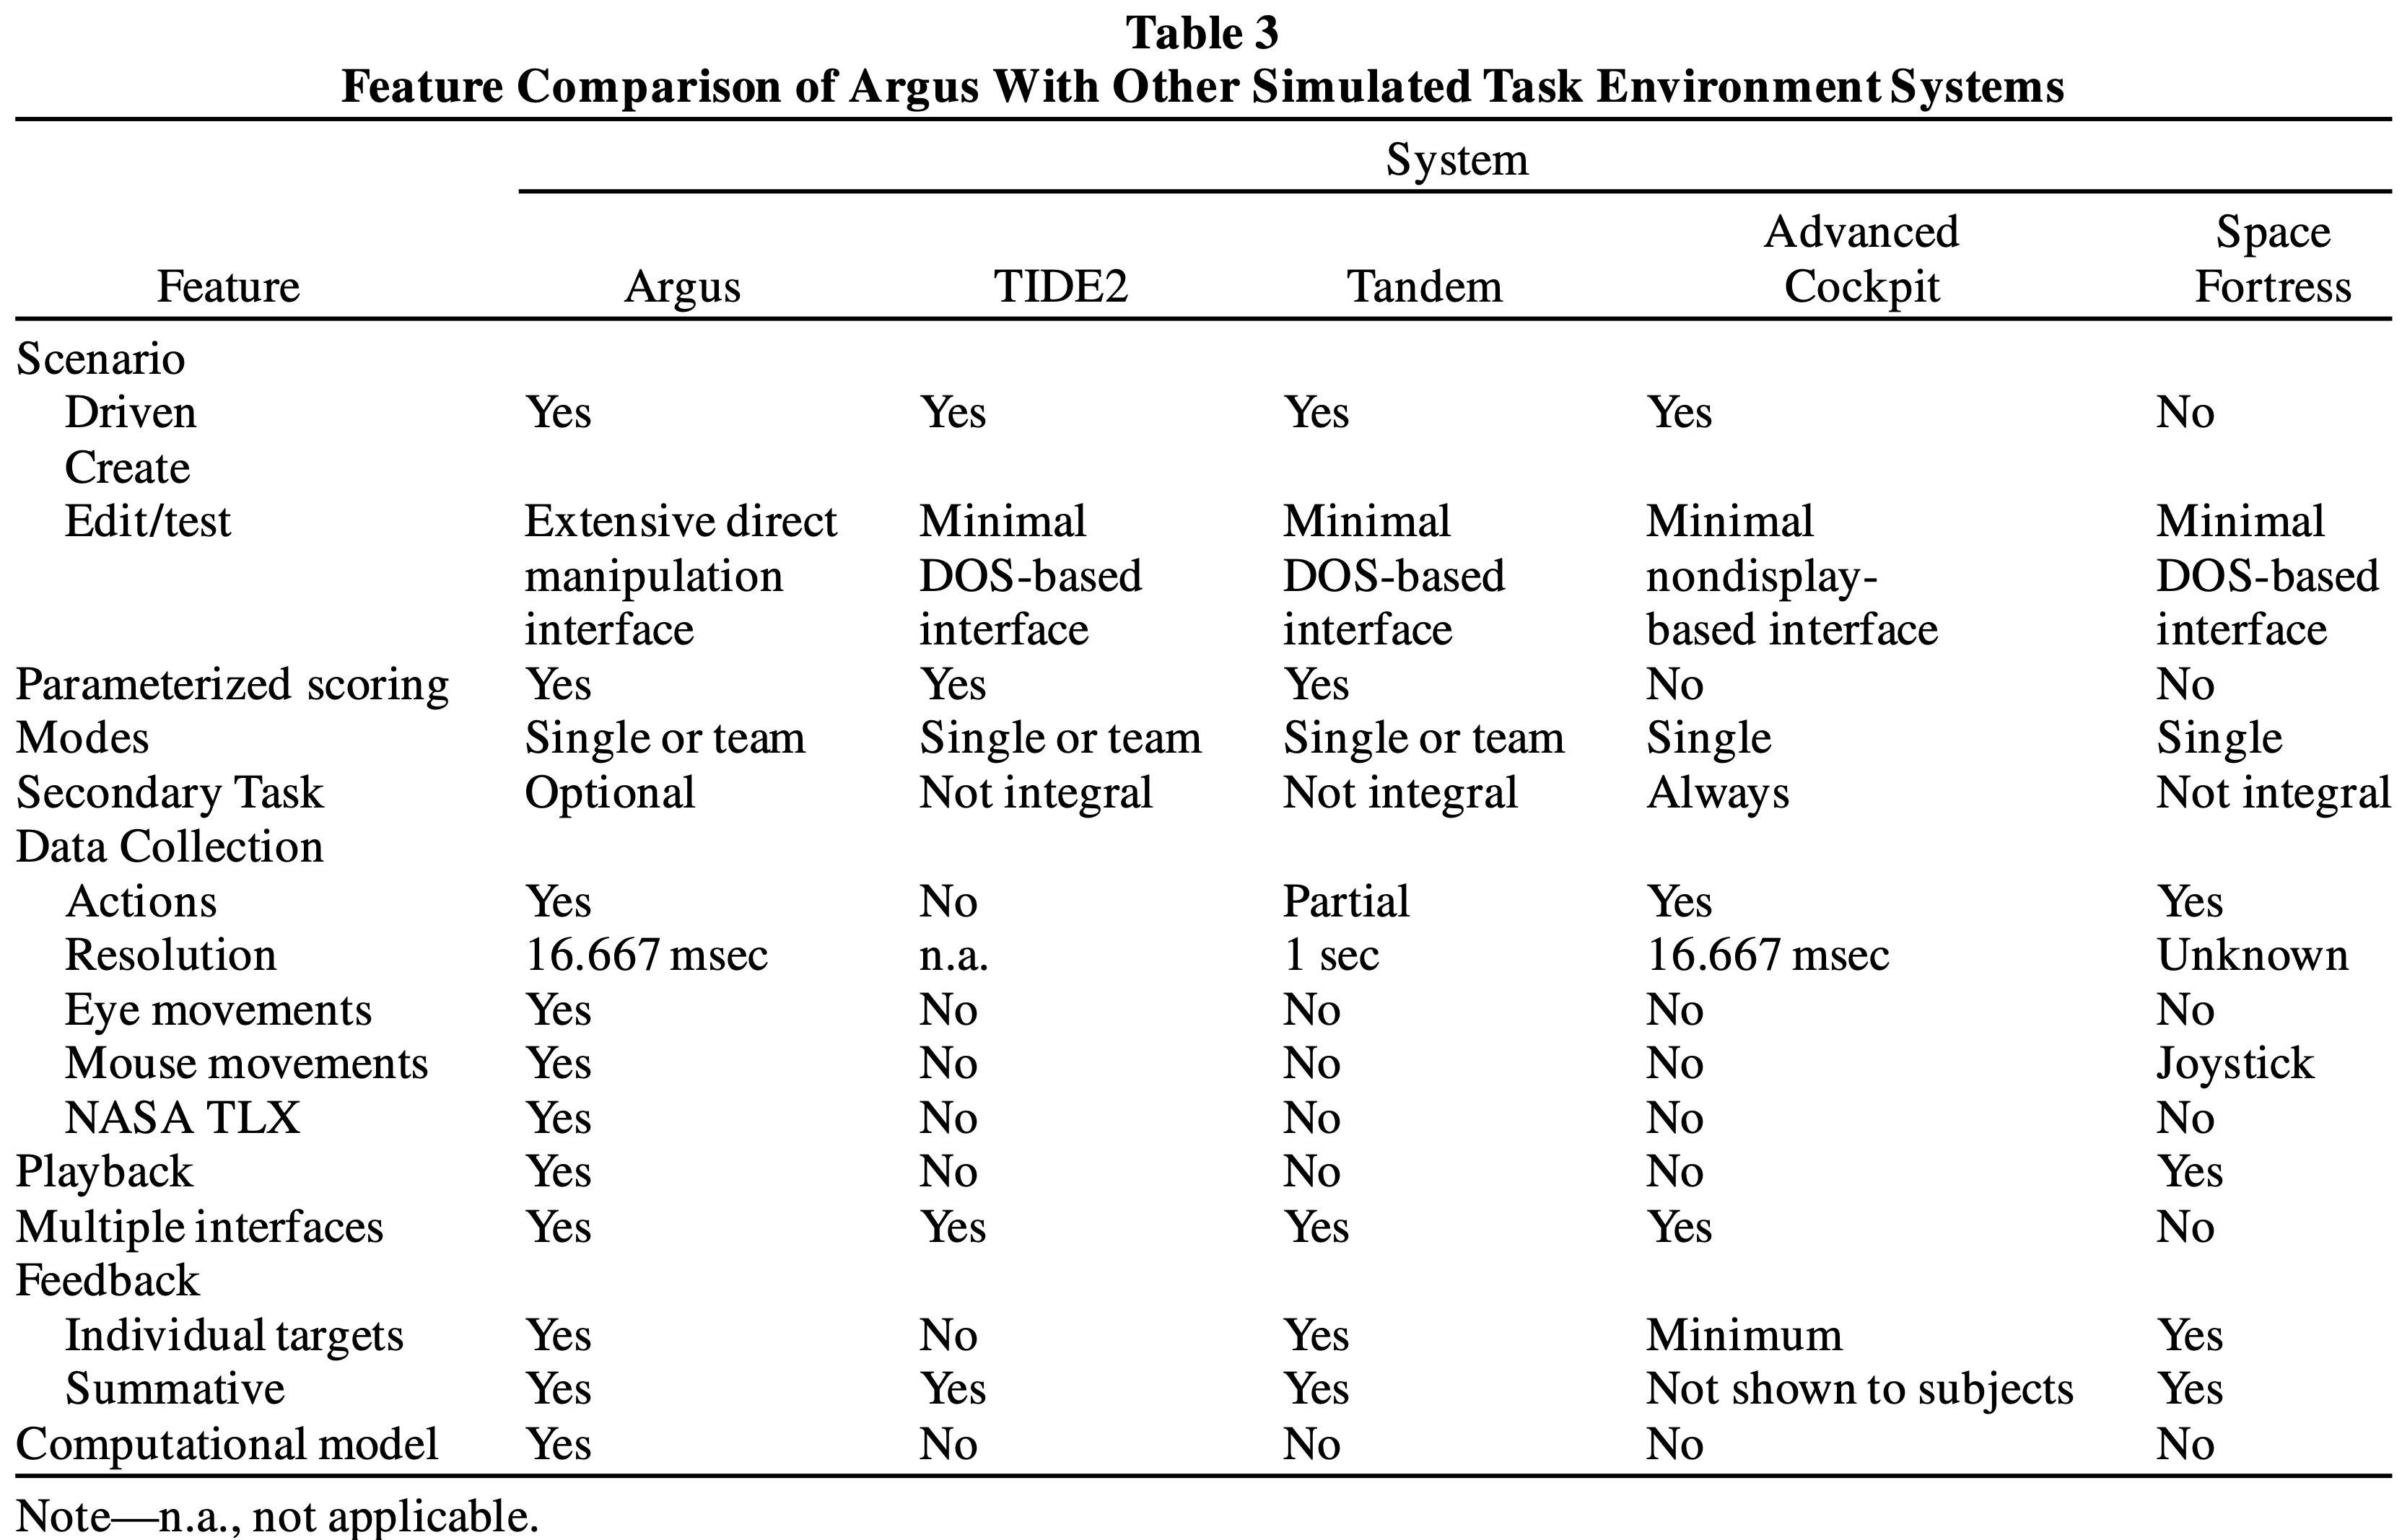 Table 3
Feature Comparison of Argus With Other Simulated Task Environment Systems
System
Advanced Space
Feature Argus TIDE2 Tandem Cockpit Fortress
Scenario
Driven Yes Yes Yes Yes No
Create
Edit/test Extensive direct Minimal Minimal Minimal Minimal
manipulation DOS-based DOS-based nondisplay- DOS-based
interface interface interface based interface interface
Parameterized scoring Yes Yes Yes No No
Modes Single or team Single or team Single or team Single Single
Secondary Task Optional Not integral Not integral Always Not integral
Data Collection
Actions Yes No Partial Yes Yes
Resolution 16.667 msec n.a. 1 sec 16.667 msec Unknown
Eye movements Yes No No No No
Mouse movements Yes No No No Joystick
NASA TLX Yes No No No No
Playback Yes No No No Yes
Multiple interfaces Yes Yes Yes Yes No
Feedback
Individual targets Yes No Yes Minimum Yes
Summative Yes Yes Yes Not shown to subjects Yes
Computational model Yes No No No No
Note—n.a., not applicable.